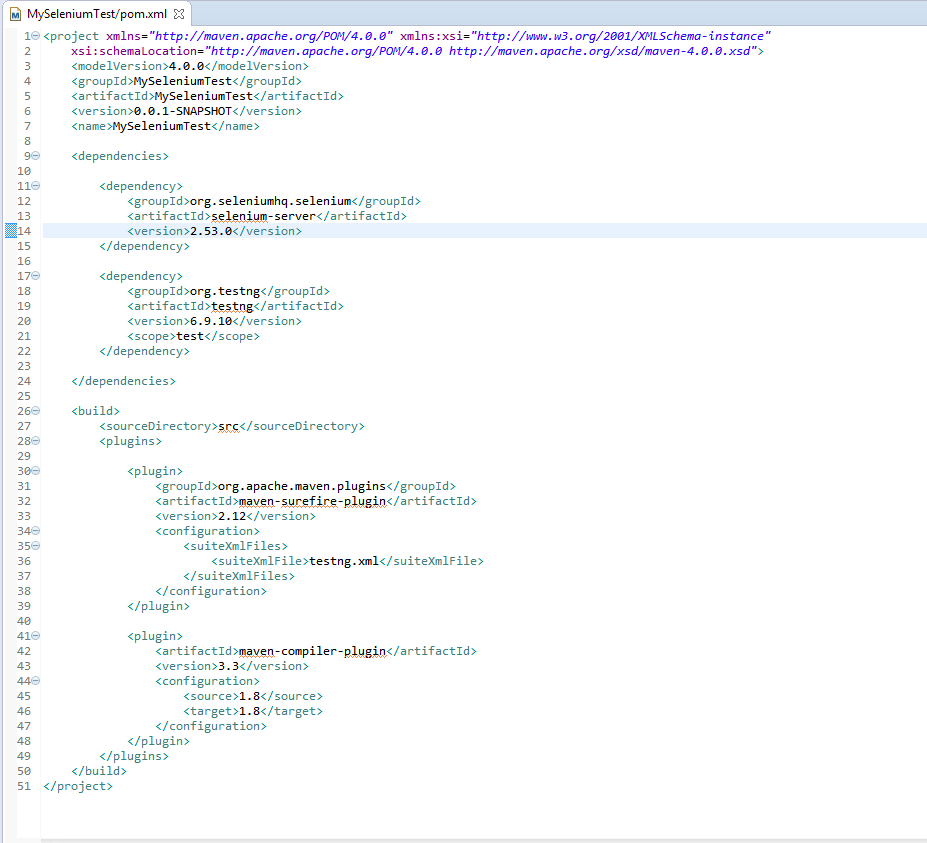 MySeleniumTest/pom.xml
1 <project xmlns="http://maven.apache.org/POM/4.0.0" xmlns:xsi="http://www.w3.org/2001/XMLSchema-instance"
2     xsi:schemaLocation="http://maven.apache.org/POM/4.0.0 http://maven.apache.org/xsd/maven-4.0.0.xsd">
3     <modelVersion>4.0.0</modelVersion>
4     <groupId>MySeleniumTest</groupId>
5     <artifactId>MySeleniumTest</artifactId>
6     <version>0.0.1-SNAPSHOT</version>
7     <name>MySeleniumTest</name>
8
9     <dependencies>
10
11         <dependency>
12             <groupId>org.seleniumhq.selenium</groupId>
13             <artifactId>selenium-server</artifactId>
14             <version>2.53.0</version>
15         </dependency>
16
17         <dependency>
18             <groupId>org.testng</groupId>
19             <artifactId>testng</artifactId>
20             <version>6.9.10</version>
21             <scope>test</scope>
22         </dependency>
23
24     </dependencies>
25
26     <build>
27         <sourceDirectory>src</sourceDirectory>
28         <plugins>
29
30             <plugin>
31                 <groupId>org.apache.maven.plugins</groupId>
32                 <artifactId>maven-surefire-plugin</artifactId>
33                 <version>2.12</version>
34                 <configuration>
35                     <suiteXmlFiles>
36                         <suiteXmlFile>testng.xml</suiteXmlFile>
37                     </suiteXmlFiles>
38                 </configuration>
39             </plugin>
40
41             <plugin>
42                 <artifactId>maven-compiler-plugin</artifactId>
43                 <version>3.3</version>
44                 <configuration>
45                     <source>1.8</source>
46                     <target>1.8</target>
47                 </configuration>
48             </plugin>
49         </plugins>
50     </build>
51 </project>